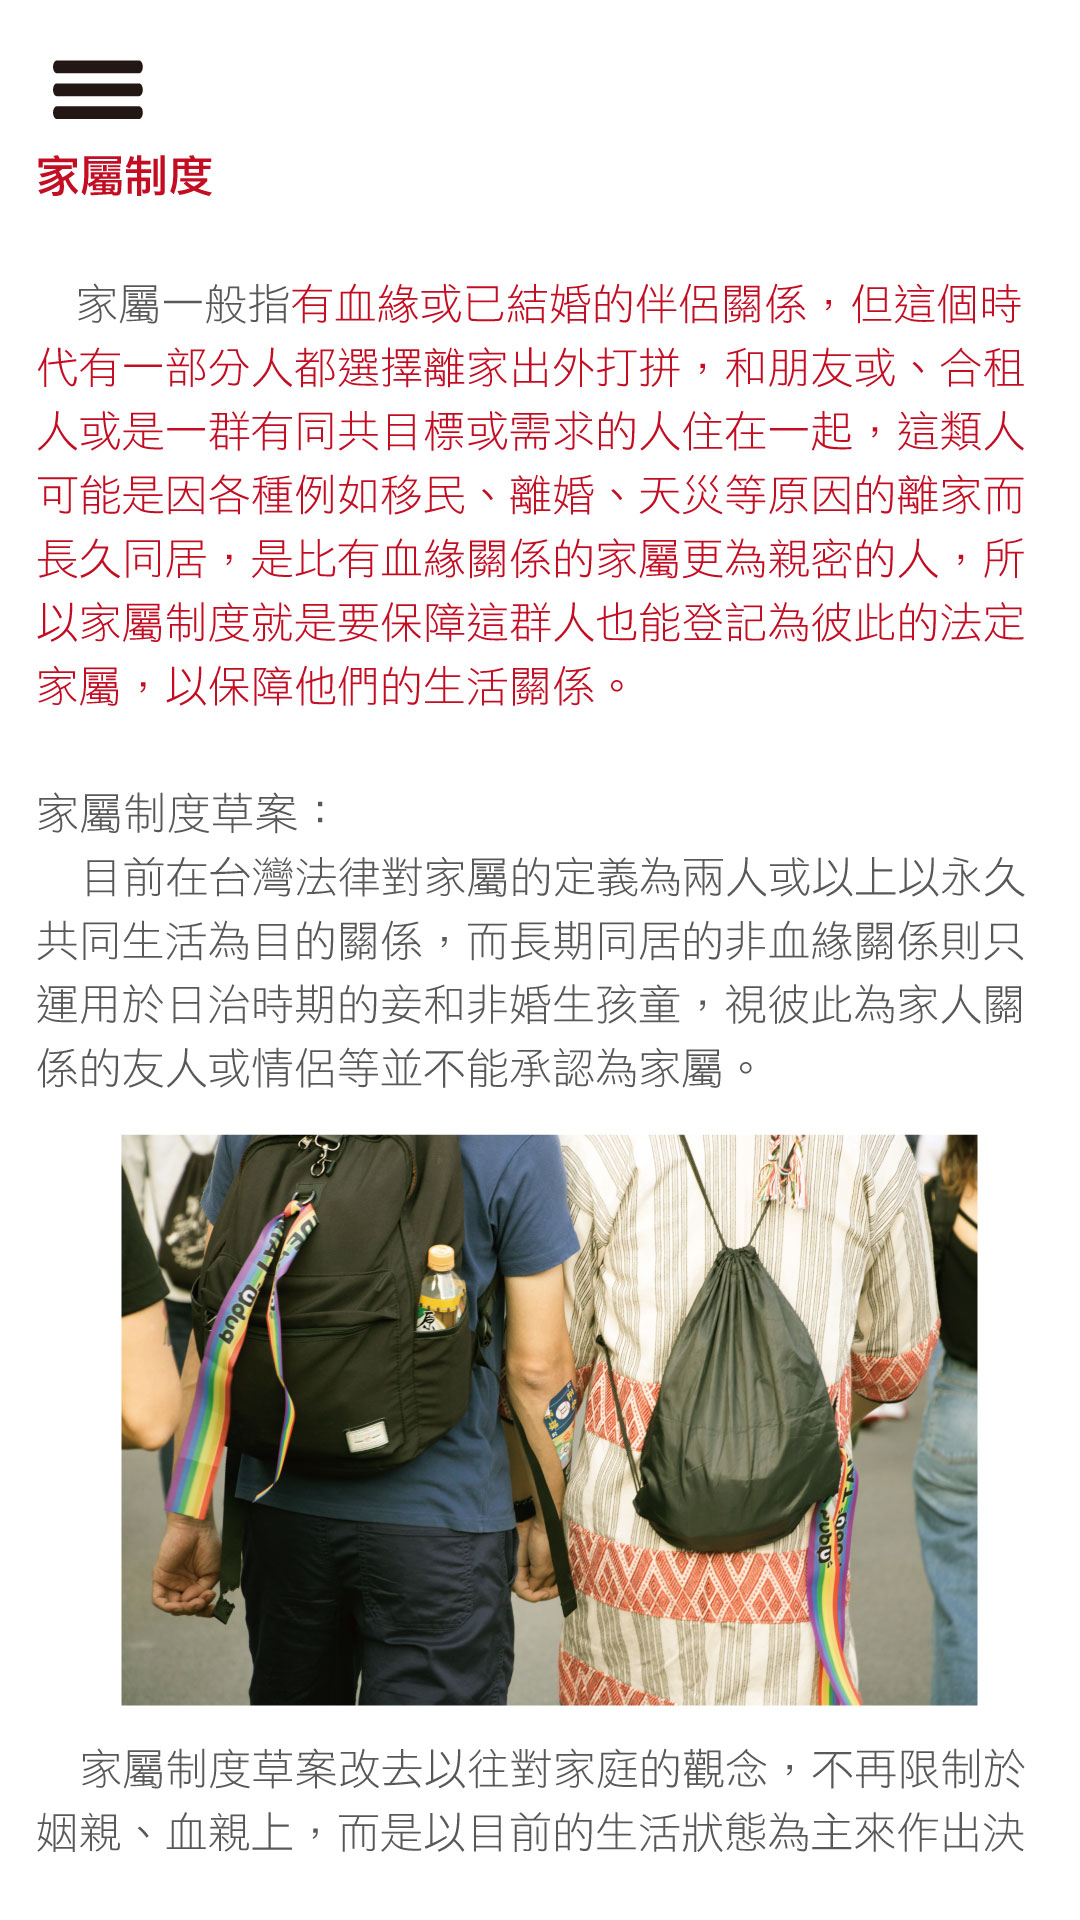 家屬制度
家屬一般指有血緣或已結婚的伴侶關係，但這個時
代有一部分人都選擇離家出外打拼，和朋友或、合租
人或是一群有同共目標或需求的人住在一起，這類人
可能是因各種例如移民、離婚、天災等原因的離家而
長久同居，是比有血緣關係的家屬更為親密的人，所
以家屬制度就是要保障這群人也能登記為彼此的法定
家屬，以保障他們的生活關係。
家屬制度草案：
目前在台灣法律對家屬的定義為兩人或以上以永久
共同生活為目的關係，而長期同居的非血緣關係則只
運用於日治時期的妾和非婚生孩童，視彼此為家人關
係的友人或情侶等並不能承認為家屬。
原
家屬制度草案改去以往對家庭的觀念，不再限制於
姻親、血親上，而是以目前的生活狀態為主來作出決